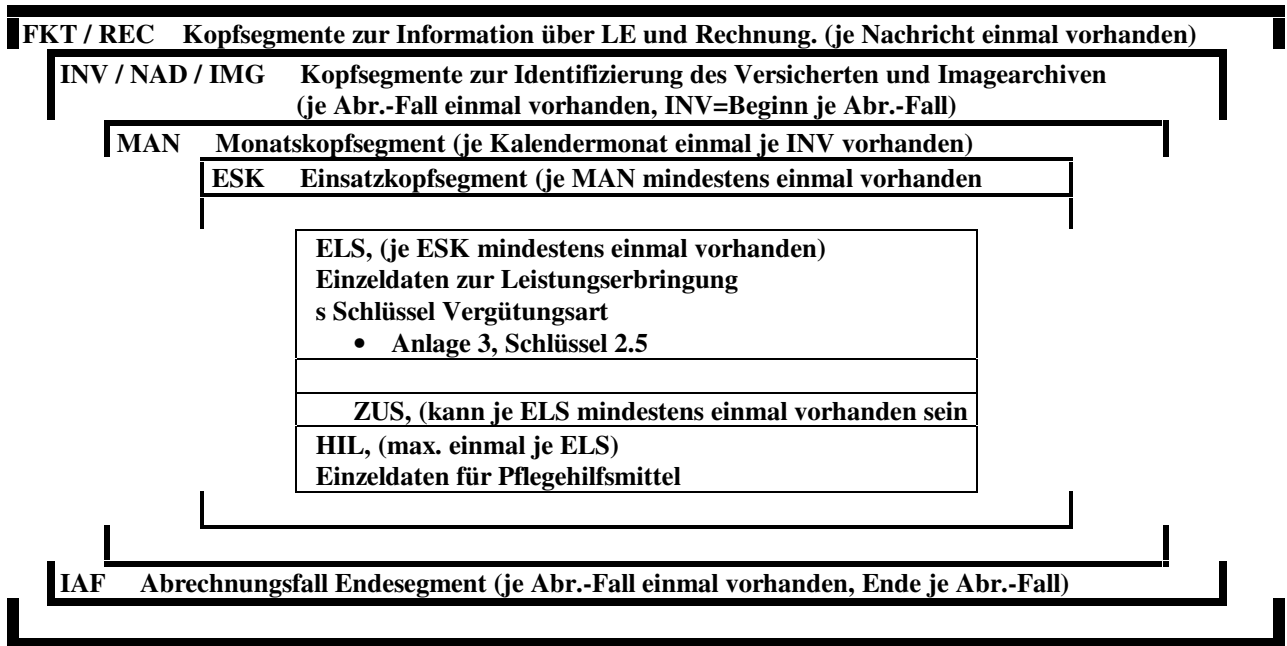 FKT / REC Kopfsegmente zur Information über LE und Rechnung. (je Nachricht einmal vorhanden)
INV / NAD / IMG Kopfsegmente zur Identifizierung des Versicherten und Imagearchiven
(je Abr.-Fall einmal vorhanden, INV=Beginn je Abr.-Fall)
MAN Monatskopfsegment (je Kalendermonat einmal je INV vorhanden)
ESK Einsatzkopfsegment (je MAN mindestens einmal vorhanden
ELS, (je ESK mindestens einmal vorhanden)
Einzeldaten zur Leistungserbringung
s Schlüssel Vergütungsart
• Anlage 3, Schlüssel 2.5
ZUS, (kann je ELS mindestens einmal vorhanden sein
HIL, (max. einmal je ELS)
Einzeldaten für Pflegehilfsmittel
IAF Abrechnungsfall Endesegment (je Abr.-Fall einmal vorhanden, Ende je Abr.-Fall)